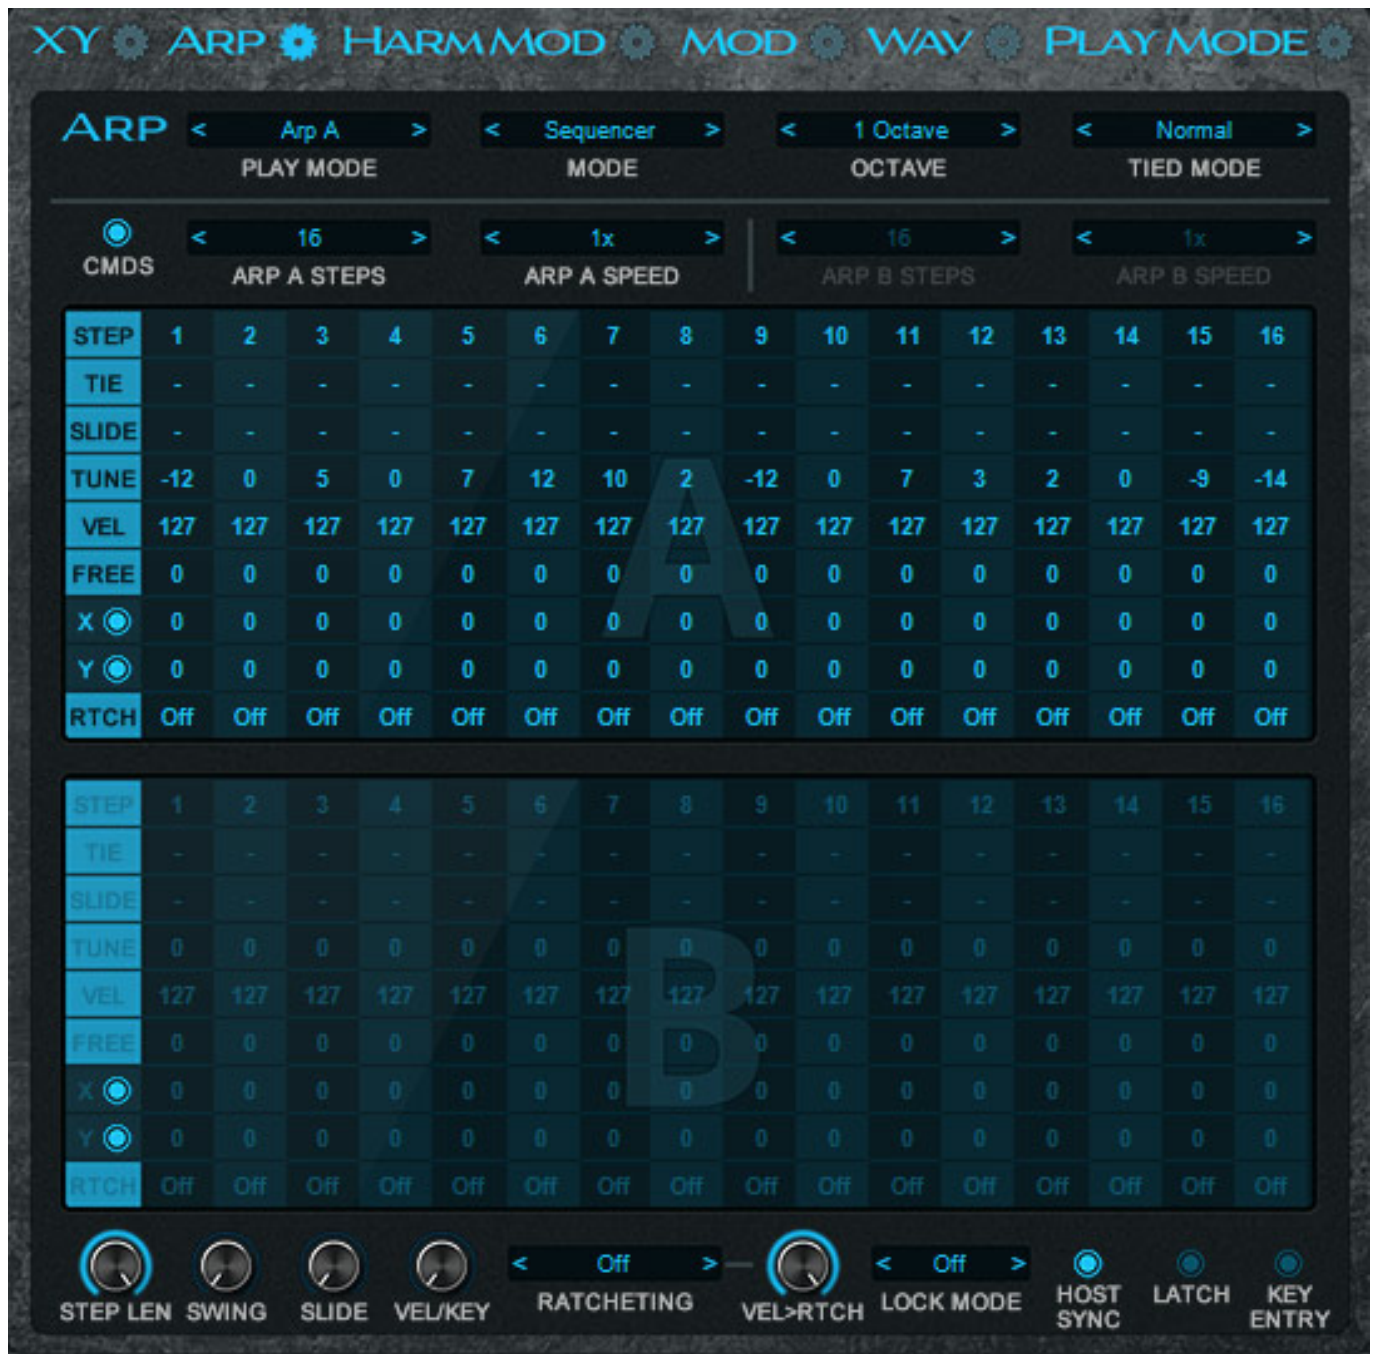 XY ARP HARM MOD MOD WAV PLAY MODE
ARP < Arp A > < Sequencer > < 1 Octave > < Normal >
PLAY MODE MODE OCTAVE TIED MODE
< 16 > < 1x > < 16 > < 1x >
CMDS ARP A STEPS ARP A SPEED ARP B STEPS ARP B SPEED
STEP 1 2 3 4 5 6 7 8 9 10 11 12 13 14 15 16
TIE - - - - - - - - - - - - - - - -
SLIDE - - - - - - - - - - - - - - - -
TUNE -12 0 5 0 7 12 10 2 -12 0 7 3 2 0 -9 -14
VEL 127 127 127 127 127 127 127 127 127 127 127 127 127 127 127 127
FREE 0 0 0 0 0 0 0 0 0 0 0 0 0 0 0 0
A
X 0 0 0 0 0 0 0 0 0 0 0 0 0 0 0 0
Y 0 0 0 0 0 0 0 0 0 0 0 0 0 0 0 0
RTCH Off Off Off Off Off Off Off Off Off Off Off Off Off Off Off Off
STEP 1 2 3 4 5 6 7 8 9 10 11 12 13 14 15 16
TIE - - - - - - - - - - - - - - - -
SLIDE - - - - - - - - - - - - - - - -
TUNE 0 0 0 0 0 0 0 0 0 0 0 0 0 0 0 0
VEL 127 127 127 127 127 127 127 127 127 127 127 127 127 127 127 127
FREE 0 0 0 0 0 0 0 0 0 0 0 0 0 0 0 0
B
X 0 0 0 0 0 0 0 0 0 0 0 0 0 0 0 0
Y 0 0 0 0 0 0 0 0 0 0 0 0 0 0 0 0
RTCH Off Off Off Off Off Off Off Off Off Off Off Off Off Off Off Off
< Off > < Off >
STEP LEN SWING SLIDE VEL/KEY RATCHETING VEL>RTCH LOCK MODE HOST SYNC LATCH KEY ENTRY